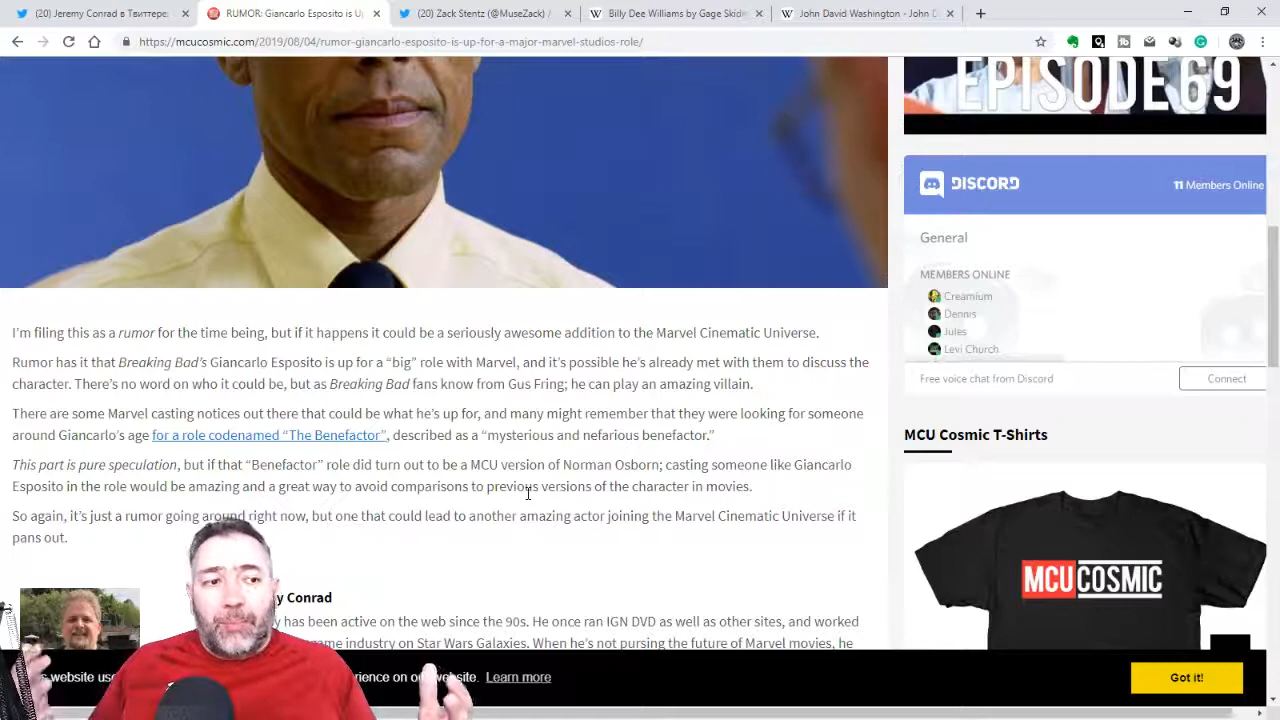 (20) Jeremy Conrad в Твиттере
RUMOR: Giancarlo Esposito is Up
(20) Zack Stentz (@MuseZack) /
Billy Dee Williams by Gage Skid
John David Washington - John D
https://mcucosmic.com/2019/08/04/rumor-giancarlo-esposito-is-up-for-a-major-marvel-studios-role/
EPISODE 69
DISCORD
11 Members Online
General
MEMBERS ONLINE
Creamium
Dennis
Jules
Levi Church
Free voice chat from Discord
Connect
I'm filing this as a rumor for the time being, but if it happens it could be a seriously awesome addition to the Marvel Cinematic Universe.
Rumor has it that Breaking Bad's Giancarlo Esposito is up for a "big" role with Marvel, and it's possible he's already met with them to discuss the
character. There's no word on who it could be, but as Breaking Bad fans know from Gus Fring; he can play an amazing villain.
There are some Marvel casting notices out there that could be what he's up for, and many might remember that they were looking for someone
around Giancarlo's age for a role codenamed "The Benefactor", described as a "mysterious and nefarious benefactor."
This part is pure speculation, but if that "Benefactor" role did turn out to be a MCU version of Norman Osborn; casting someone like Giancarlo
Esposito in the role would be amazing and a great way to avoid comparisons to previous versions of the character in movies.
So again, it's just a rumor going around right now, but one that could lead to another amazing actor joining the Marvel Cinematic Universe if it
pans out.
MCU Cosmic T-Shirts
MCU COSMIC
y Conrad
has been active on the web since the 90s. He once ran IGN DVD as well as other sites, and worked
game industry on Star Wars Galaxies. When he's not pursing the future of Marvel movies, he
website us
rience on ou website. Learn more
Got it!